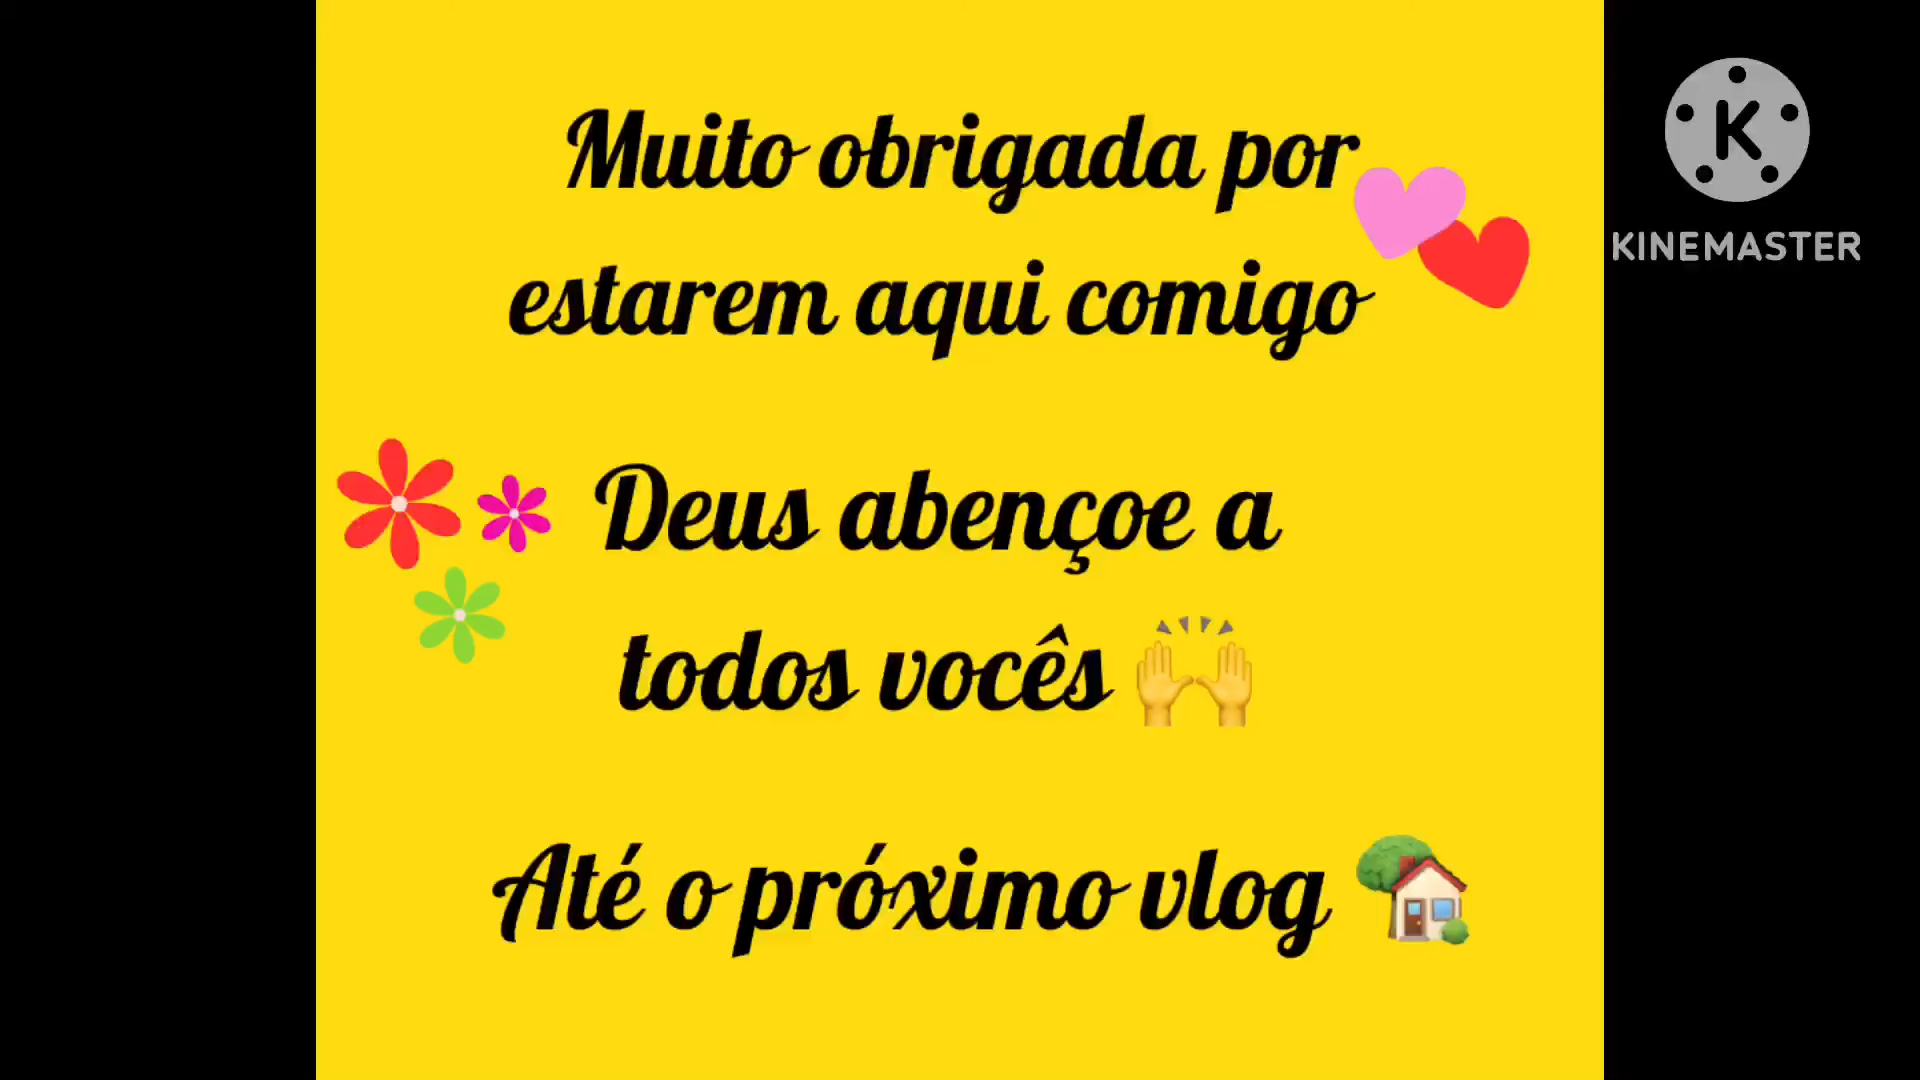 Muito obrigada por
estarem aqui comigo
Deus abençoe a
todos vocês 🙌
Até o próximo vlog 🏡
K
KINEMASTER